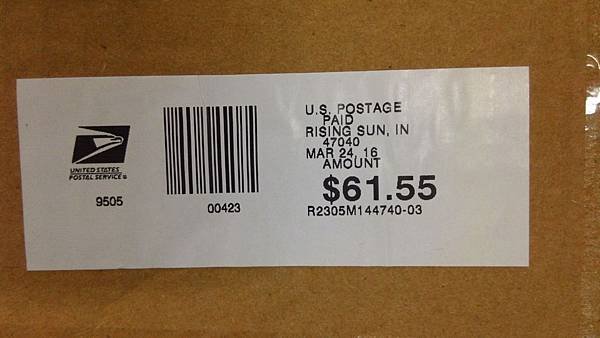 UNITED STATES
POSTAL SERVICE®
9505
00423
U.S. POSTAGE
PAID
RISING SUN, IN
47040
MAR 24, 16
AMOUNT
$61.55
R2305M144740-03